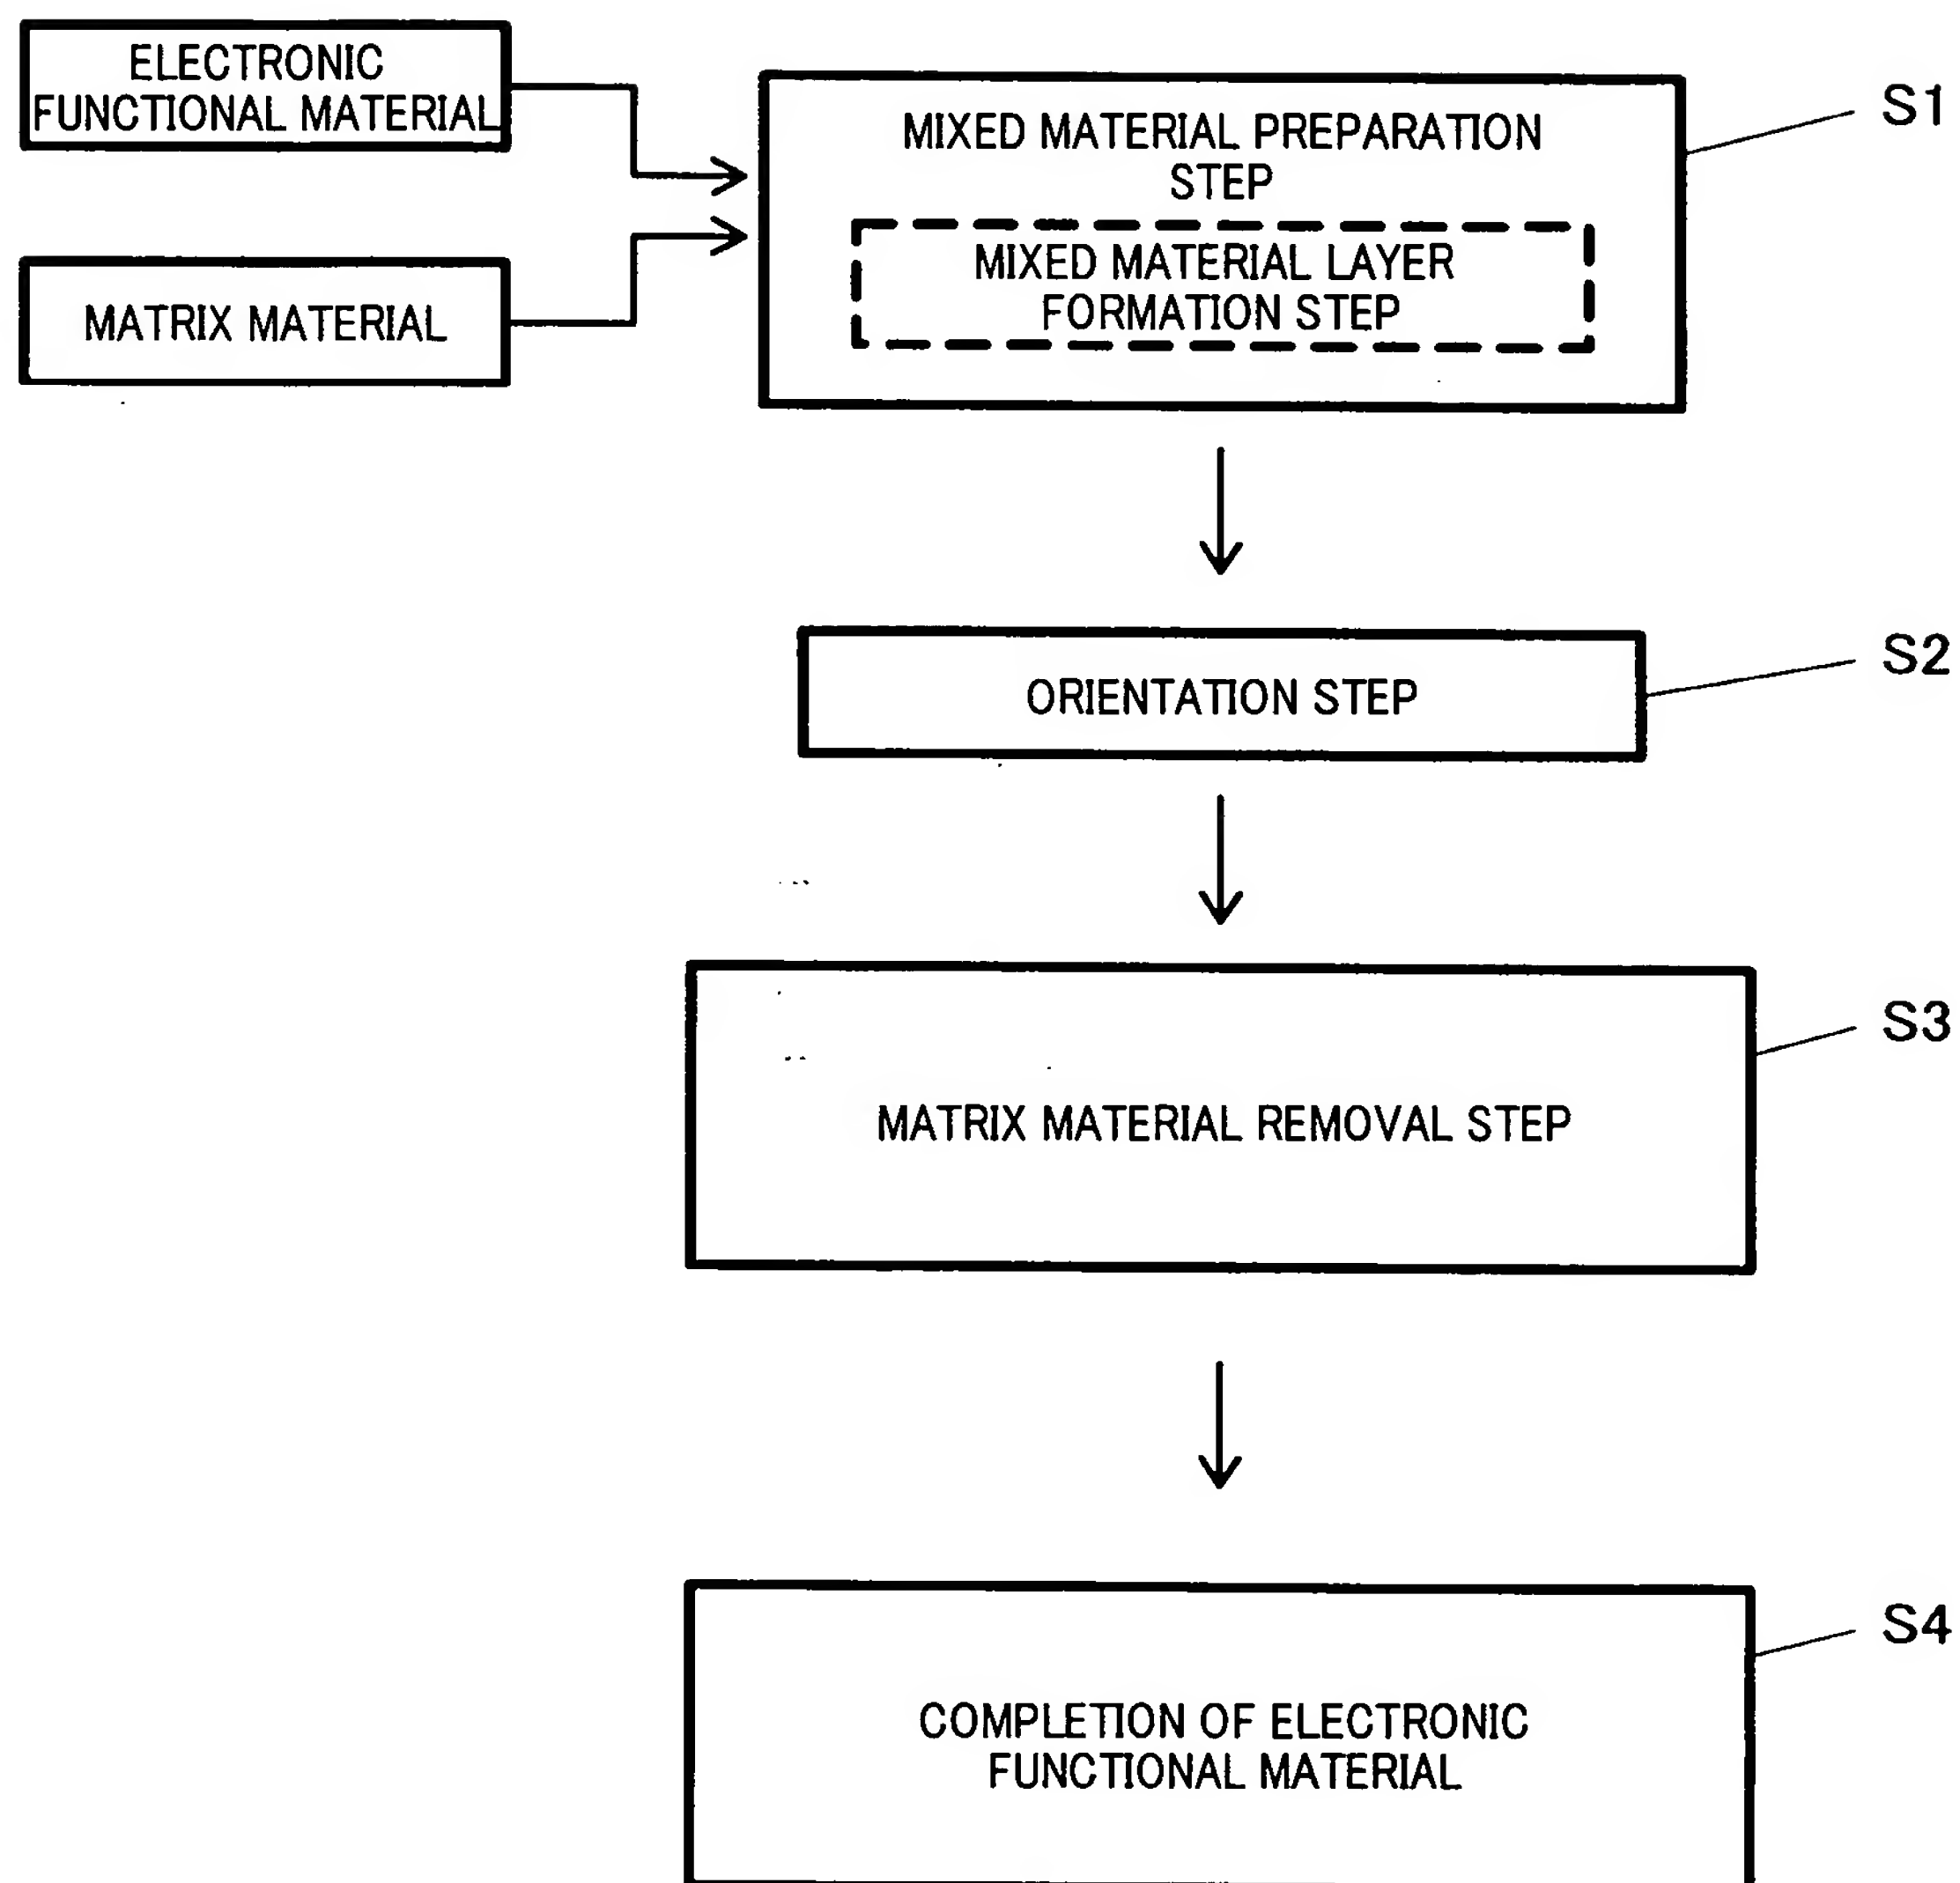 ELECTRONIC
FUNCTIONAL MATERIAL
MATRIX MATERIAL
MIXED MATERIAL PREPARATION
STEP
MIXED MATERIAL LAYER
FORMATION STEP
S1
ORIENTATION STEP
S2
MATRIX MATERIAL REMOVAL STEP
S3
COMPLETION OF ELECTRONIC
FUNCTIONAL MATERIAL
S4